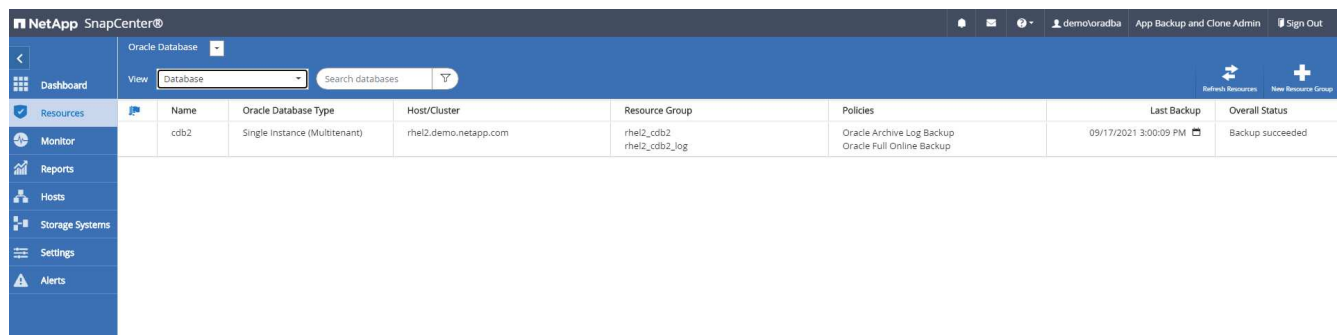 NetApp SnapCenter®
demo\oradba App Backup and Clone Admin Sign Out
Oracle Database
View Database Search databases
Refresh Resources New Resource Group
Dashboard
Resources
Monitor
Reports
Hosts
Storage Systems
Settings
Alerts
Name Oracle Database Type Host/Cluster Resource Group Policies Last Backup Overall Status
cdb2 Single Instance (Multitenant) rhel2.demo.netapp.com rhel2_cdb2 Oracle Archive Log Backup 09/17/2021 3:00:09 PM Backup succeeded
rhel2_cdb2_log Oracle Full Online Backup